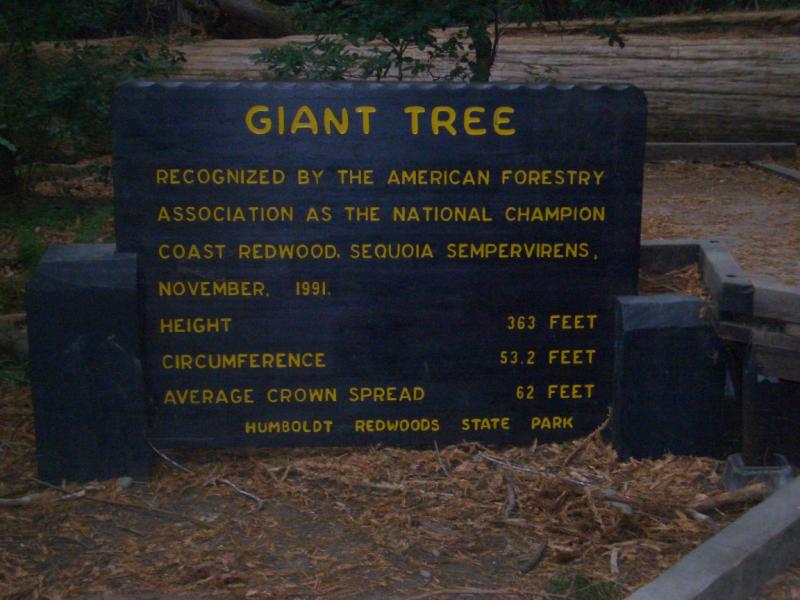 GIANT TREE
RECOGNIZED BY THE AMERICAN FORESTRY
ASSOCIATION AS THE NATIONAL CHAMPION
COAST REDWOOD, SEQUOIA SEMPERVIRENS,
NOVEMBER, 1991.
HEIGHT 363 FEET
CIRCUMFERENCE 53.2 FEET
AVERAGE CROWN SPREAD 62 FEET
HUMBOLDT REDWOODS STATE PARK